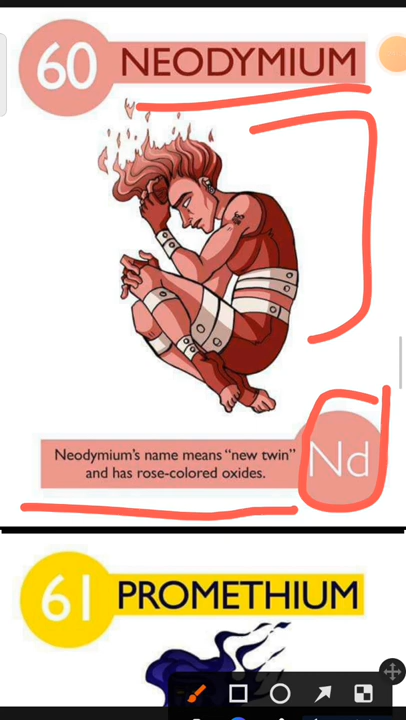 60 NEODYMIUM
Neodymium's name means “new twin”
and has rose-colored oxides.
Nd
61 PROMETHIUM